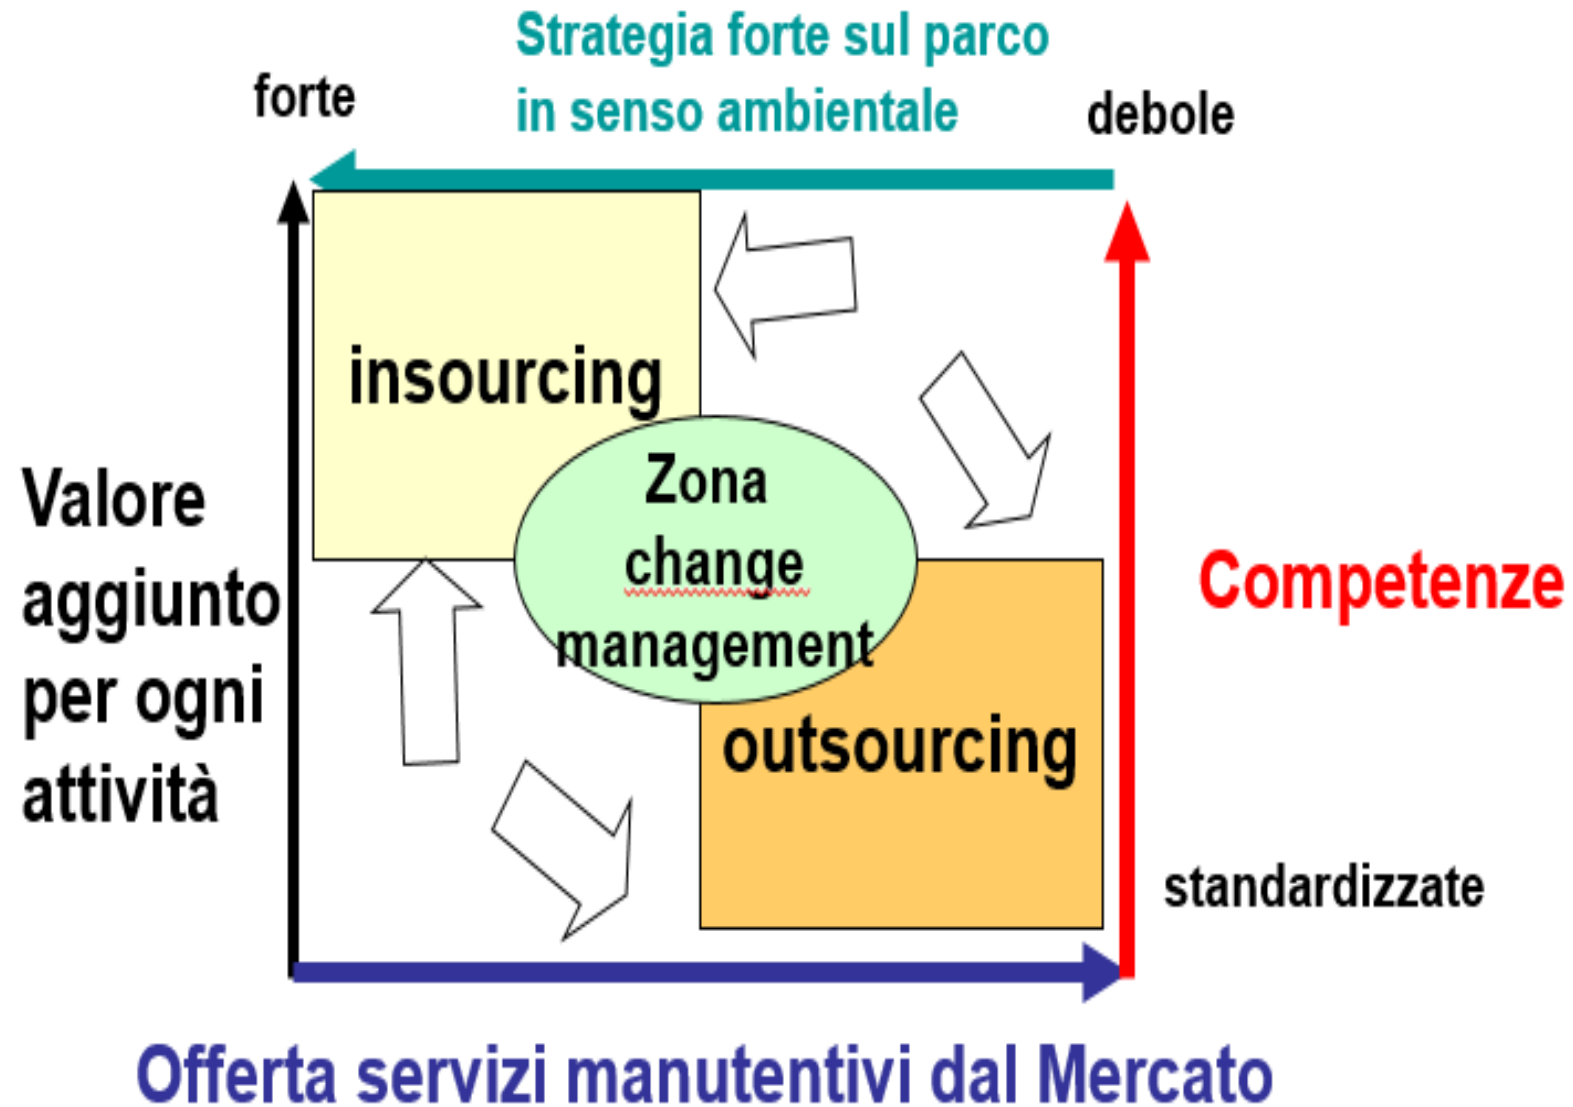 Strategia forte sul parco
in senso ambientale
forte
debole
insourcing
Zona
change
management
Valore
aggiunto
per ogni
attività
Competenze
outsourcing
standardizzate
Offerta servizi manutentivi dal Mercato